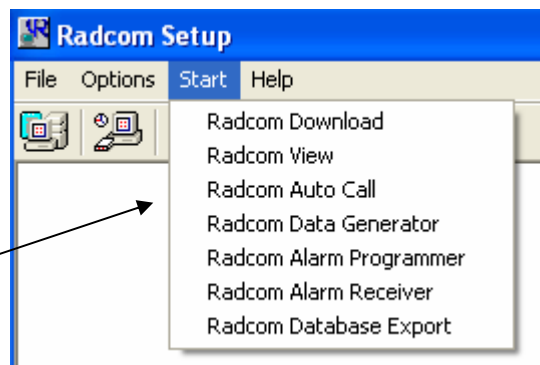 Radcom Setup
File Options Start Help
Radcom Download
Radcom View
Radcom Auto Call
Radcom Data Generator
Radcom Alarm Programmer
Radcom Alarm Receiver
Radcom Database Export